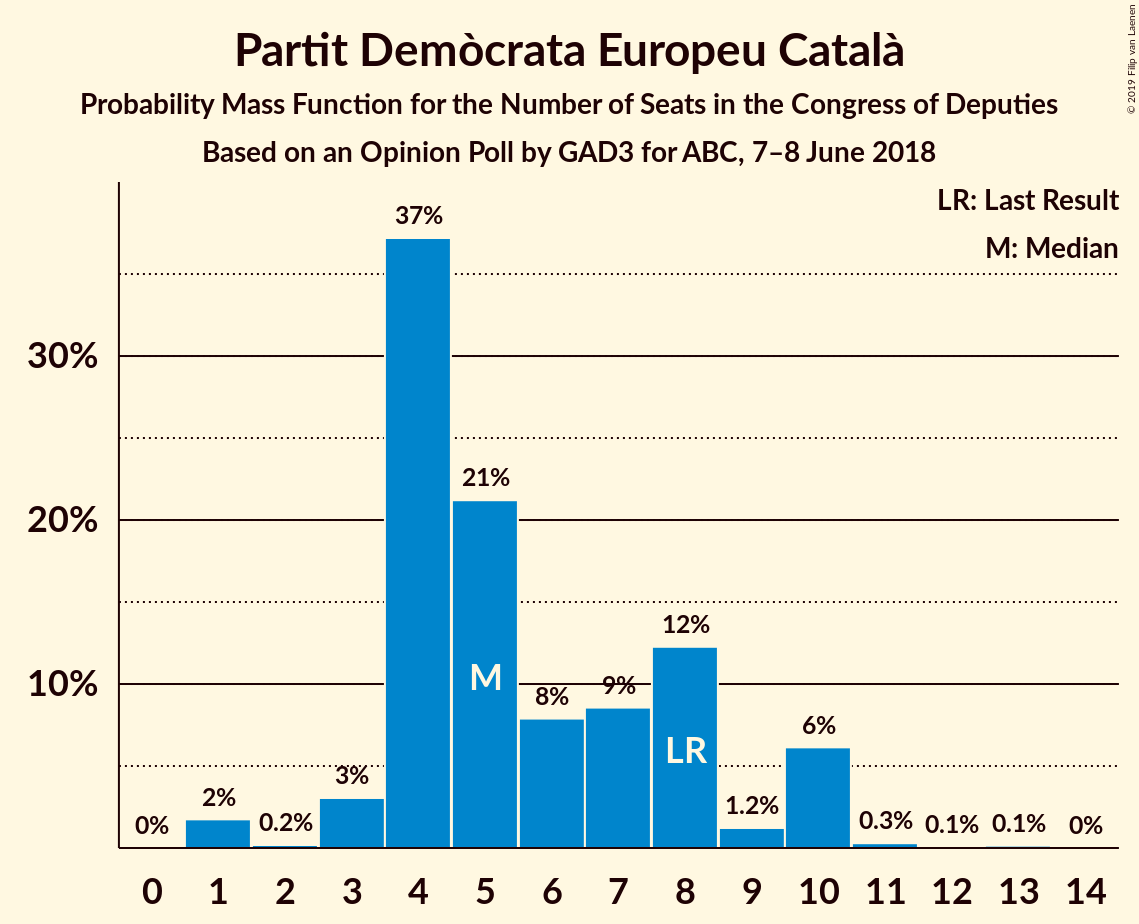 Partit Demòcrata Europeu Català
Probability Mass Function for the Number of Seats in the Congress of Deputies
Based on an Opinion Poll by GAD3 for ABC, 7–8 June 2018
© 2019 Filip van Laenen
LR: Last Result
M: Median
37%
30%
21%
20%
12%
M
10%
8%
9%
LR
6%
3%
2%
1.2%
0%
0.2%
0.3%
0.1%
0.1%
0%
0 1 2 3 4 5 6 7 8 9 10 11 12 13 14